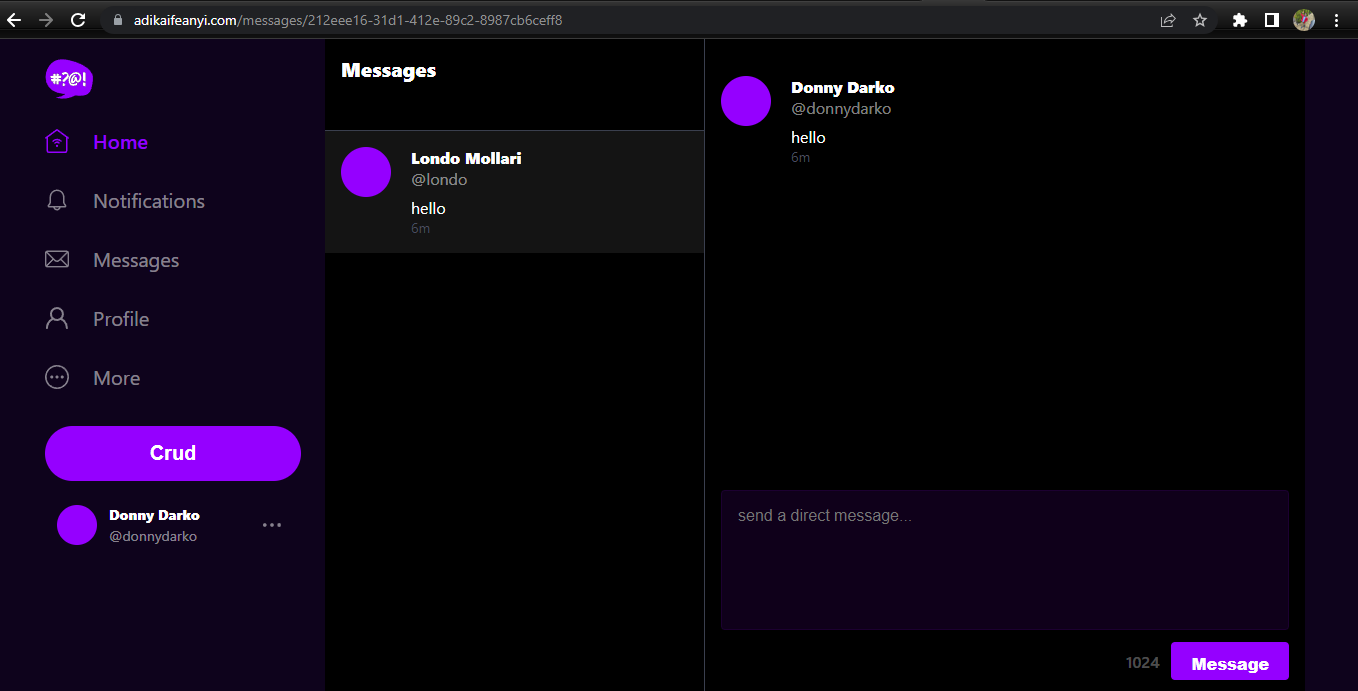 adikaifeanyi.com/messages/212eee16-31d1-412e-89c2-8987cb6ceff8
#?@!
Home
Notifications
Messages
Profile
More
Crud
Donny Darko
@donnydarko
Messages
Londo Mollari
@londo
hello
6m
Donny Darko
@donnydarko
hello
6m
send a direct message...
1024
Message